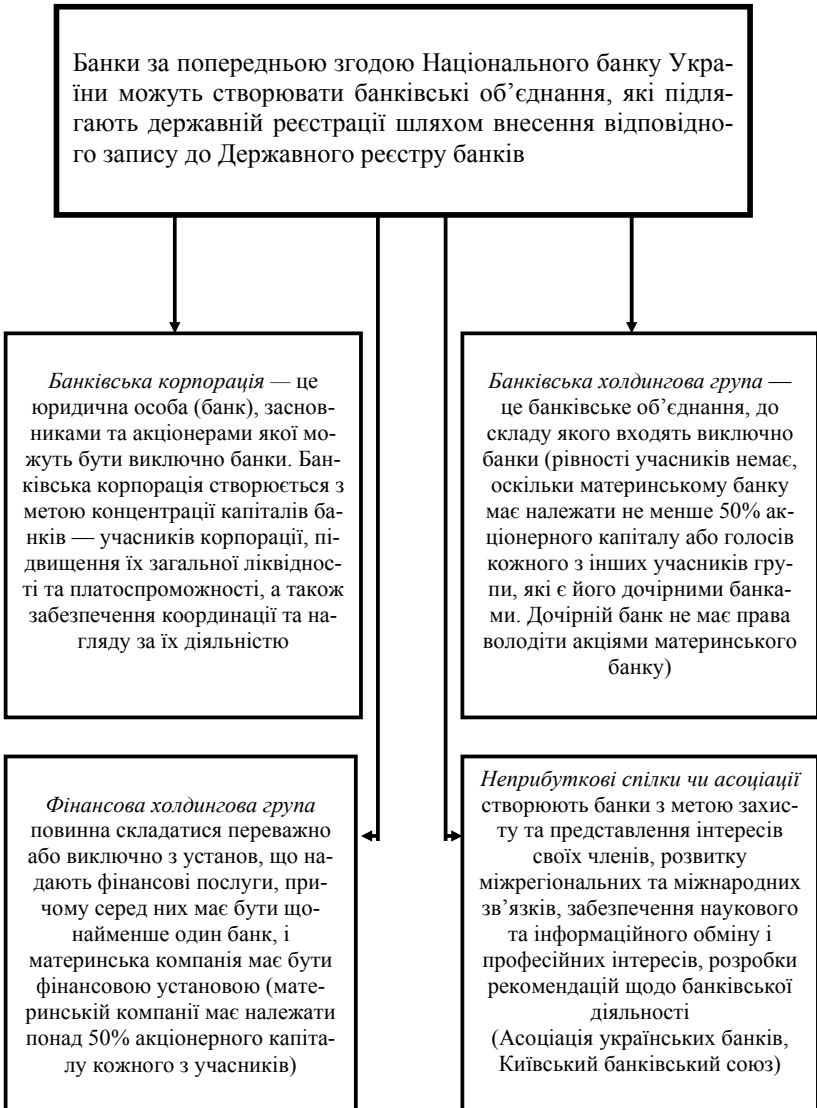 Банки за попередньою згодою Національного банку Укра-
їни можуть створювати банківські об’єднання, які підля-
гають державній реєстрації шляхом внесення відповідно-
го запису до Державного реєстру банків
Банківська корпорація — це
юридична особа (банк), заснов-
никами та акціонерами якої мо-
жуть бути виключно банки. Бан-
ківська корпорація створюється з
метою концентрації капіталів ба-
нків — учасників корпорації, пі-
двищення їх загальної ліквіднос-
ті та платоспроможності, а також
забезпечення координації та на-
гляду за їх діяльністю
Банківська холдингова група —
це банківське об’єднання, до
складу якого входять виключно
банки (рівності учасників немає,
оскільки материнському банку
має належати не менше 50% ак-
ціонерного капіталу або голосів
кожного з інших учасників гру-
пи, які є його дочірними банка-
ми. Дочірній банк не має права
володіти акціями материнського
банку)
Фінансова холдингова група
повинна складатися переважно
або виключно з установ, що на-
дають фінансові послуги, при-
чому серед них має бути що-
найменше один банк, і
материнська компанія має бути
фінансовою установою (мате-
ринській компанії має належати
понад 50% акціонерного капіта-
лу кожного з учасників)
Неприбуткові спілки чи асоціації
створюють банки з метою захис-
ту та представлення інтересів
своїх членів, розвитку
міжрегіональних та міжнародних
зв’язків, забезпечення наукового
та інформаційного обміну і
професійних інтересів, розробки
рекомендацій щодо банківської
діяльності
(Асоціація українських банків,
Київський банківський союз)